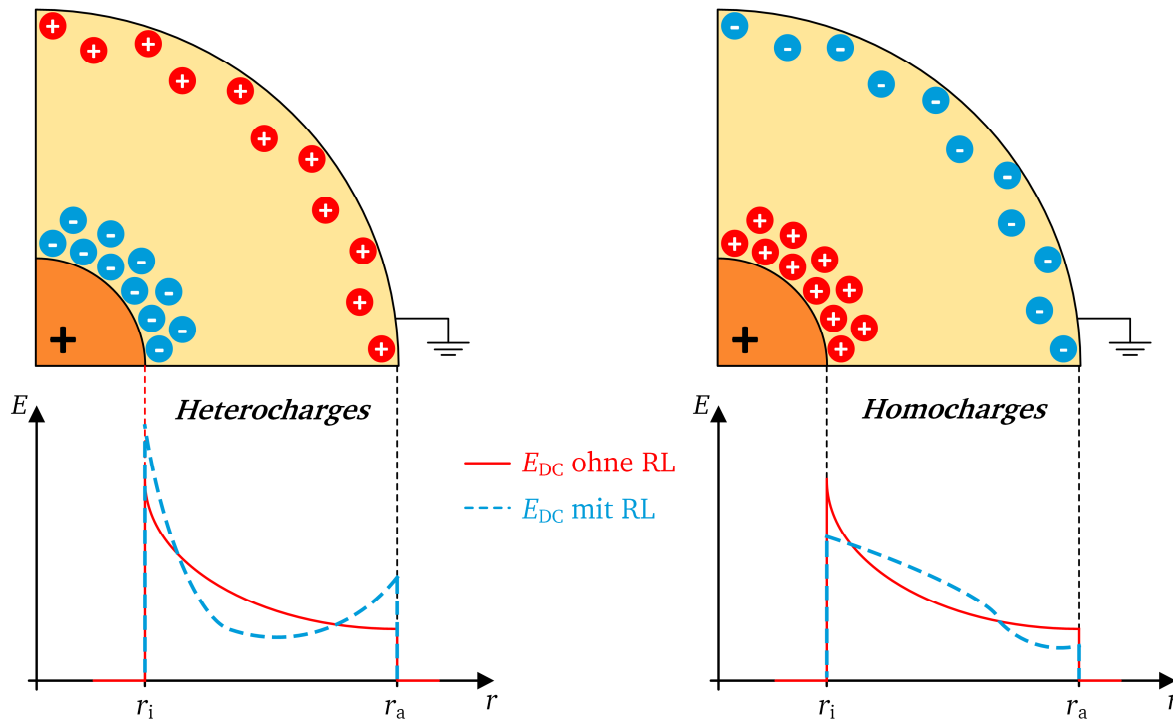 + + + + + + + + + + +
- - - - - - - - - - -
+
- - - - - - - - - - -
+ + + + + + + + + + +
+
E
Heterocharges
E
Homocharges
E_DC ohne RL
E_DC mit RL
r_i
r_a
r
r_i
r_a
r